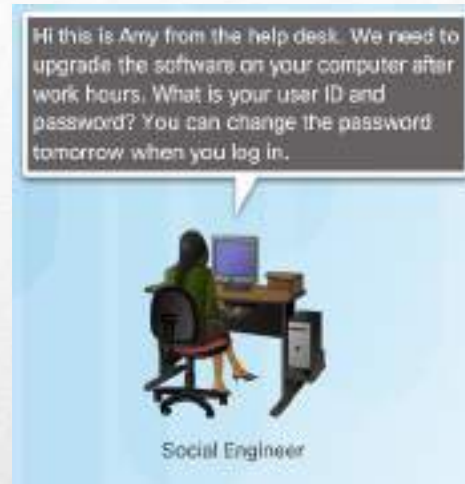 Hi this is Amy from the help desk. We need to
upgrade the software on your computer after
work hours. What is your user ID and
password? You can change the password
tomorrow when you log in.
Social Engineer